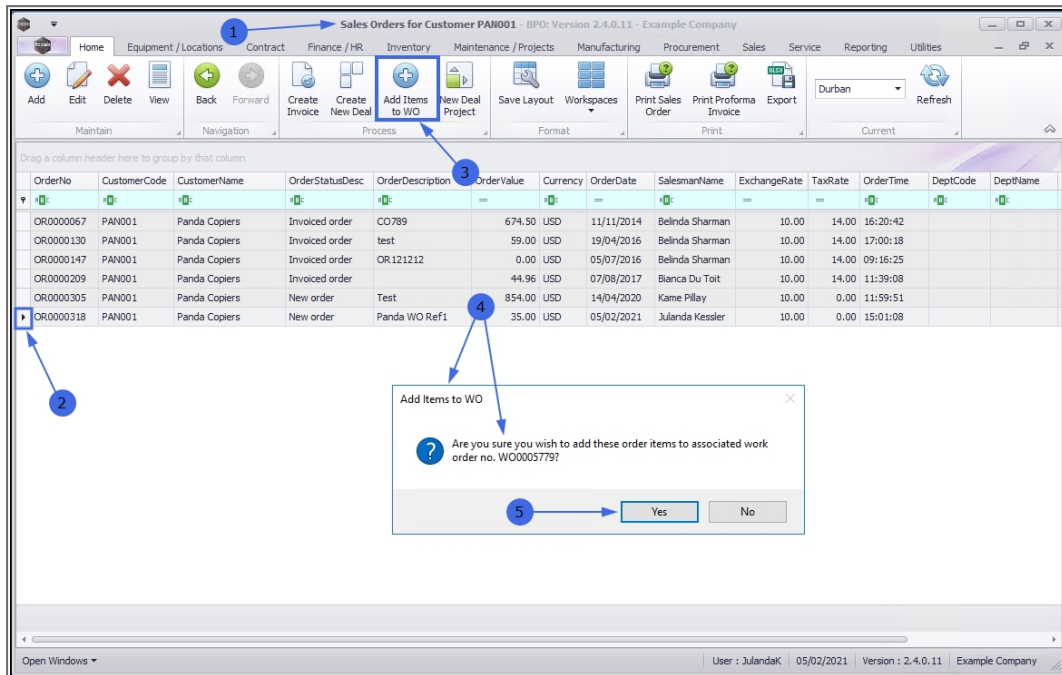 1
Sales Orders for Customer PAN001 - BPO: Version 2.4.0.11 - Example Company
Home Equipment / Locations Contract Finance / HR Inventory Maintenance / Projects Manufacturing Procurement Sales Service Reporting Utilities
Add Edit Delete View Back Forward Create Invoice Create New Deal Add Items to WO New Deal Project Save Layout Workspaces Print Sales Order Print Proforma Invoice Export Durban Refresh
Maintain Navigation Process Format Print Current
3
Drag a column header here to group by that column
OrderNo CustomerCode CustomerName OrderStatusDesc OrderDescription OrderValue Currency OrderDate SalesmanName ExchangeRate TaxRate OrderTime DeptCode DeptName
OR0000067 PAN001 Panda Copiers Invoiced order CO789 674.50 USD 11/11/2014 Belinda Sharman 10.00 14.00 16:20:42
OR0000130 PAN001 Panda Copiers Invoiced order test 59.00 USD 19/04/2016 Belinda Sharman 10.00 14.00 17:00:18
OR0000147 PAN001 Panda Copiers Invoiced order OR121212 0.00 USD 05/07/2016 Belinda Sharman 10.00 14.00 09:16:25
OR0000209 PAN001 Panda Copiers Invoiced order 44.96 USD 07/08/2017 Bianca Du Toit 10.00 14.00 11:39:08
OR0000305 PAN001 Panda Copiers New order Test 854.00 USD 14/04/2020 Kame Pillay 10.00 0.00 11:59:51
4
OR0000318 PAN001 Panda Copiers New order Panda WO Ref1 35.00 USD 05/02/2021 Julanda Kessler 10.00 0.00 15:01:08
2
Add Items to WO
Are you sure you wish to add these order items to associated work
order no. WO0005779?
5
Yes No
Open Windows User : JulandaK 05/02/2021 Version : 2.4.0.11 Example Company